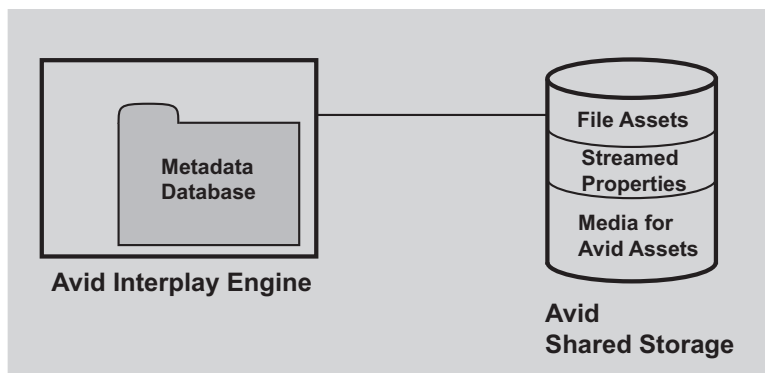 Metadata
Database
Avid Interplay Engine
File Assets
Streamed
Properties
Media for
Avid Assets
Avid
Shared Storage